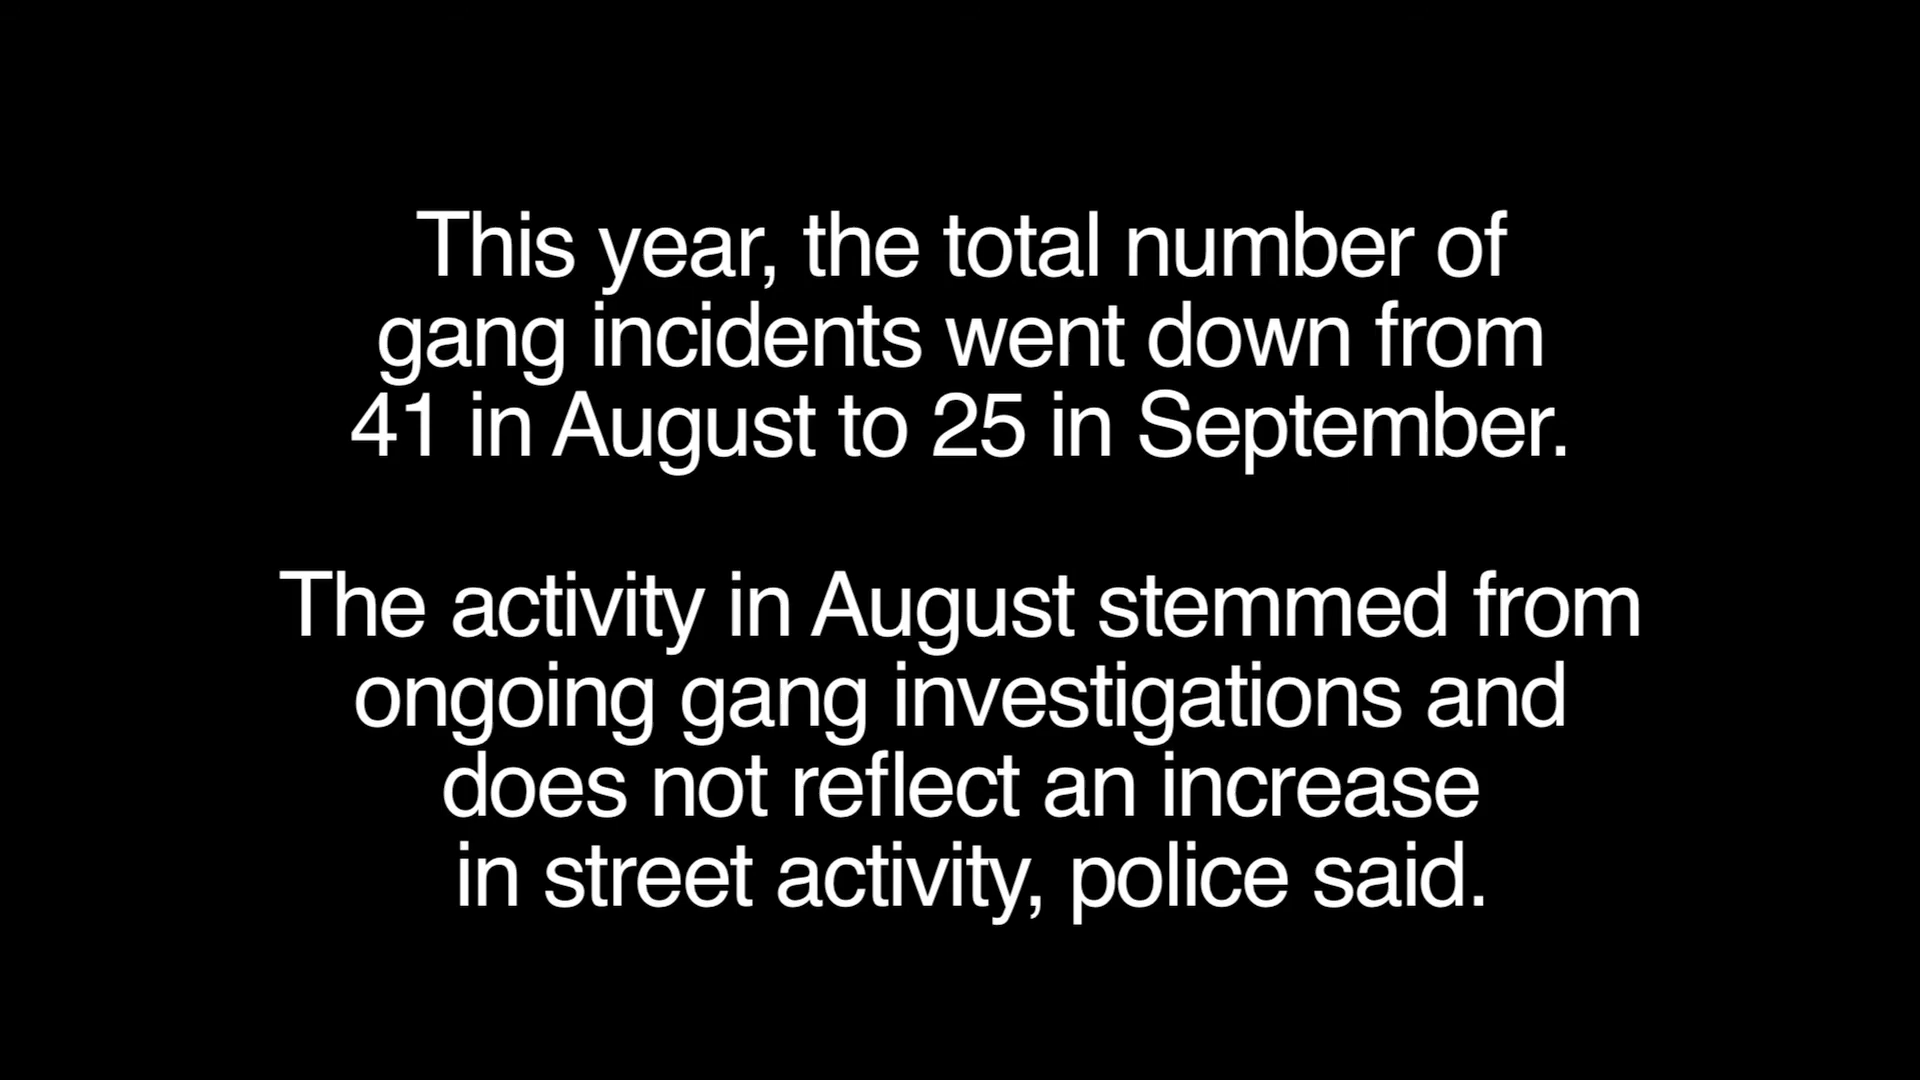 This year, the total number of
gang incidents went down from
41 in August to 25 in September.
The activity in August stemmed from
ongoing gang investigations and
does not reflect an increase
in street activity, police said.